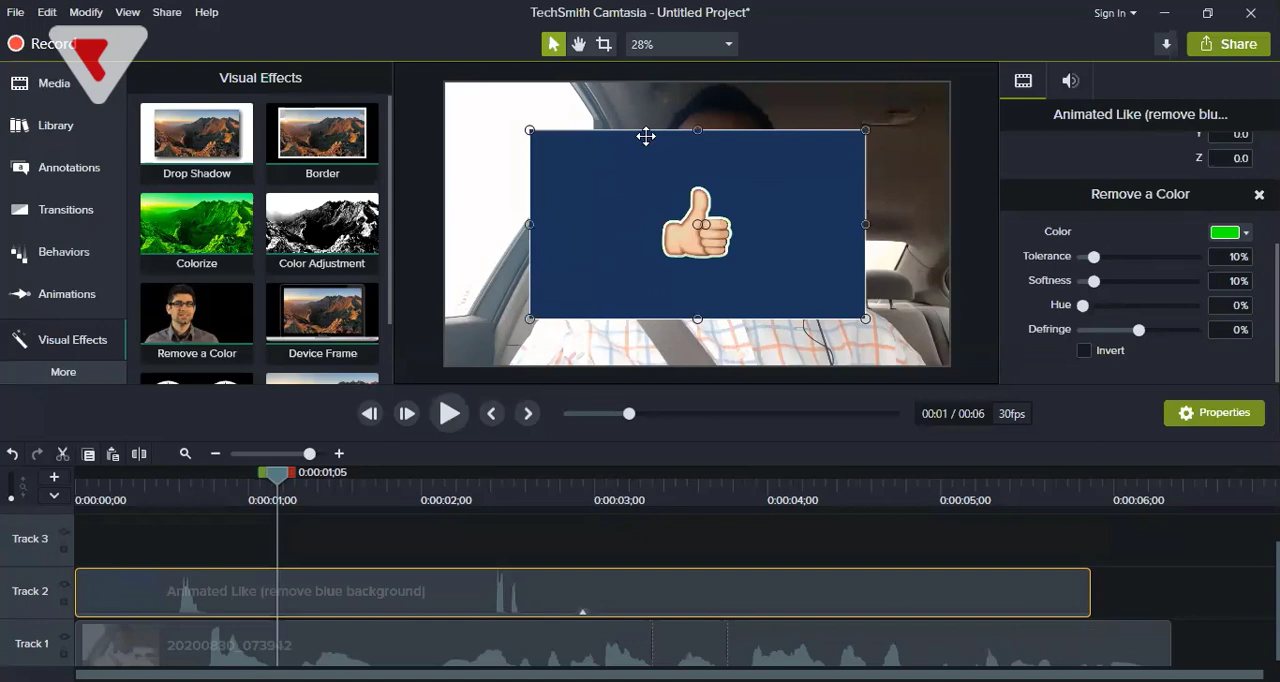 File Edit Modify View Share Help
TechSmith Camtasia - Untitled Project*
Sign In
Record
28%
Share
Media
Library
Annotations
Transitions
Behaviors
Animations
Visual Effects
More
Visual Effects
Drop Shadow
Border
Colorize
Color Adjustment
Remove a Color
Device Frame
Animated Like (remove blu...
Y 0.0
Z 0.0
Remove a Color
Color
Tolerance 10%
Softness 10%
Hue 0%
Defringe 0%
Invert
00:01 / 00:06 30fps
Properties
0:00:01;05
0:00:00;00 0:00:01;00 0:00:02;00 0:00:03;00 0:00:04;00 0:00:05;00 0:00:06;00
Track 3
Track 2
Animated Like (remove blue background)
Track 1
20200830_073942